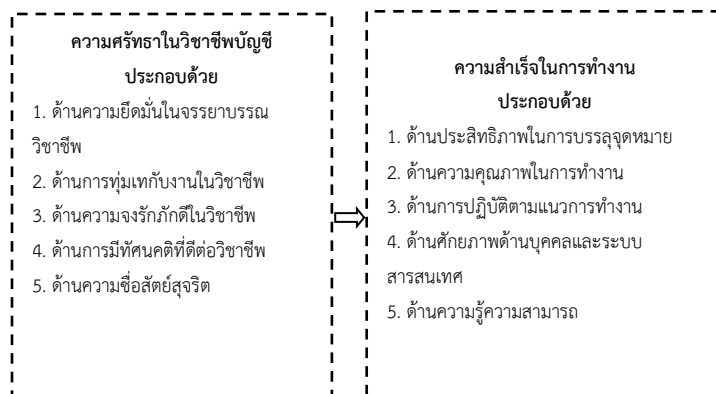 ความศรัทธาในวิชาชีพบัญชี
ประกอบด้วย
1. ด้านความยึดมั่นในจรรยาบรรณ
วิชาชีพ
2. ด้านการทุ่มเทกับงานในวิชาชีพ
3. ด้านความจงรักภักดีในวิชาชีพ
4. ด้านการมีทัศนคติที่ดีต่อวิชาชีพ
5. ด้านความซื่อสัตย์สุจริต
ความสำเร็จในการทำงาน
ประกอบด้วย
1. ด้านประสิทธิภาพในการบรรลุจุดหมาย
2. ด้านความคุณภาพในการทำงาน
3. ด้านการปฏิบัติตามแนวการทำงาน
4. ด้านศักยภาพด้านบุคคลและระบบ
สารสนเทศ
5. ด้านความรู้ความสามารถ